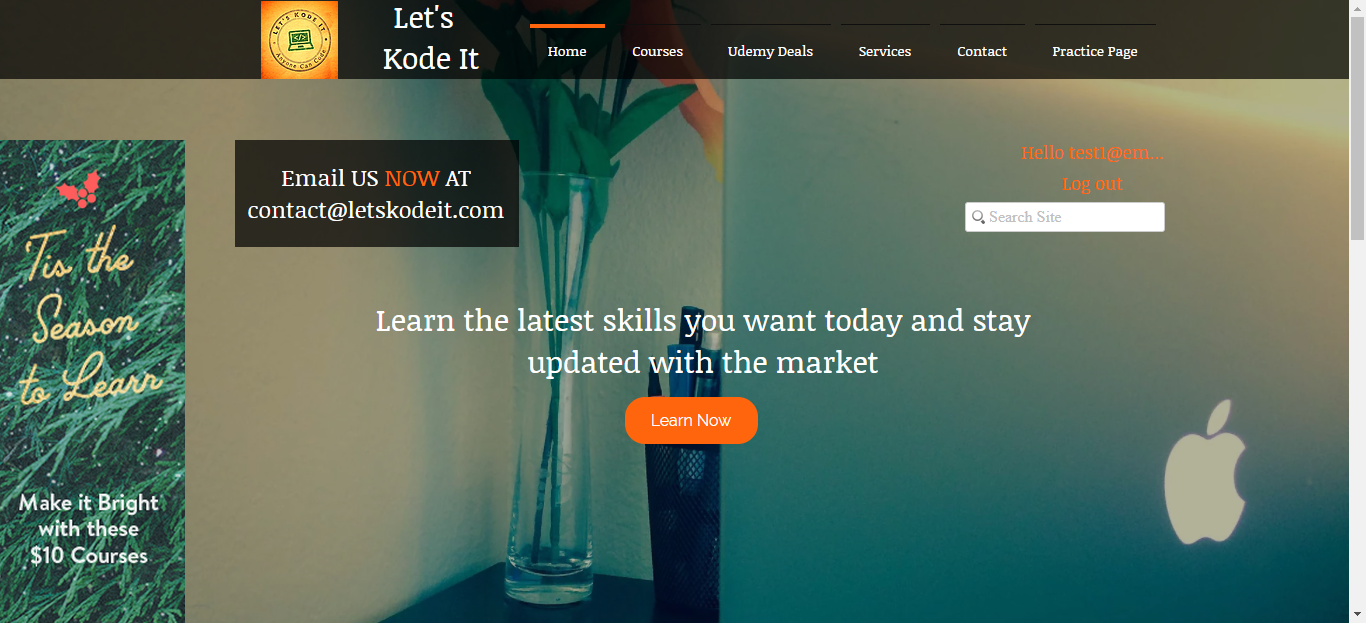 LET'S KODE IT
Anyone Can Code
Let's
Kode It
Home
Courses
Udemy Deals
Services
Contact
Practice Page
Email US NOW AT
contact@letskodeit.com
Hello test1@em...
Log out
Search Site
'Tis the
Season
to Learn
Make it Bright
with these
$10 Courses
Learn the latest skills you want today and stay
updated with the market
Learn Now